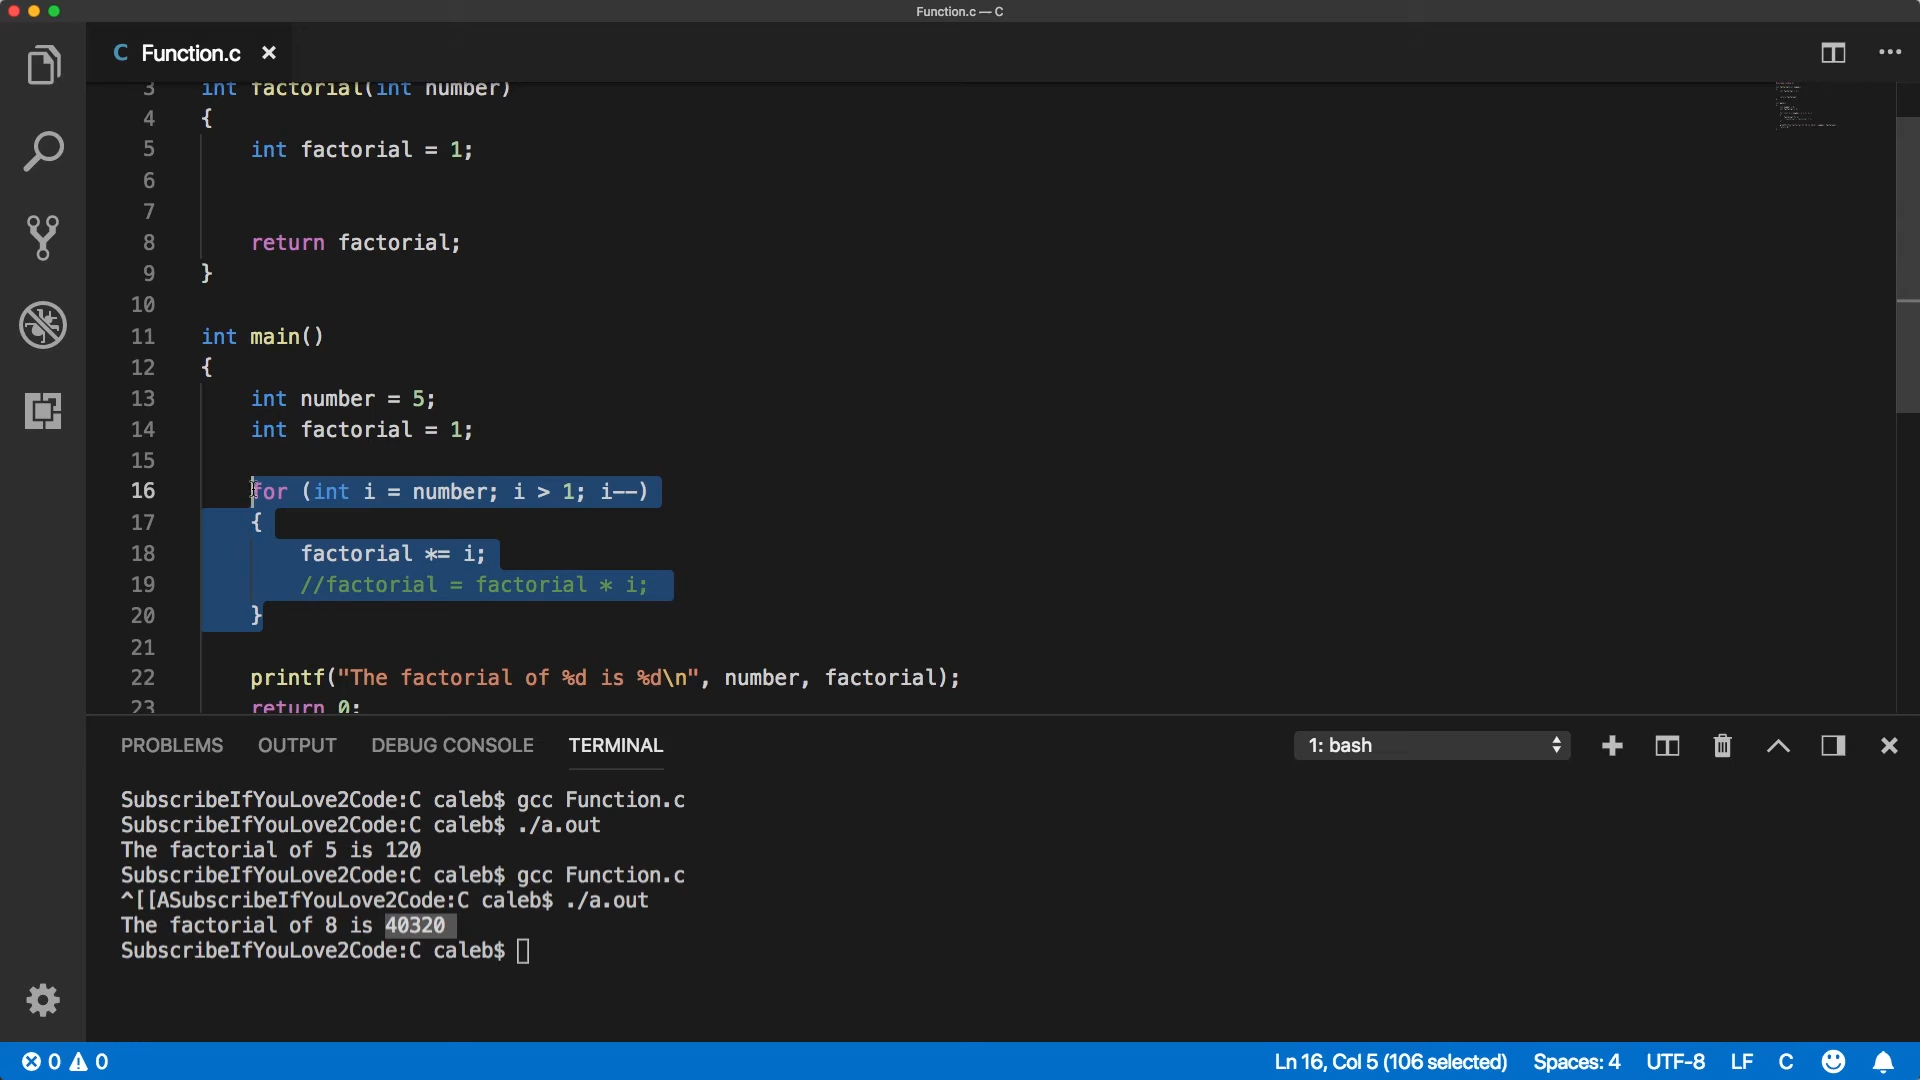 Function.c — C
C Function.c ×
3 int factorial(int number)
4 {
5 int factorial = 1;
6
7
8 return factorial;
9 }
10
11 int main()
12 {
13 int number = 5;
14 int factorial = 1;
15
16 for (int i = number; i > 1; i--)
17 {
18 factorial *= i;
19 //factorial = factorial * i;
20 }
21
22 printf("The factorial of %d is %d\n", number, factorial);
23 return 0;
PROBLEMS OUTPUT DEBUG CONSOLE TERMINAL 1: bash
SubscribeIfYouLove2Code:C caleb$ gcc Function.c
SubscribeIfYouLove2Code:C caleb$ ./a.out
The factorial of 5 is 120
SubscribeIfYouLove2Code:C caleb$ gcc Function.c
^[[ASubscribeIfYouLove2Code:C caleb$ ./a.out
The factorial of 8 is 40320
SubscribeIfYouLove2Code:C caleb$
0 0 Ln 16, Col 5 (106 selected) Spaces: 4 UTF-8 LF C